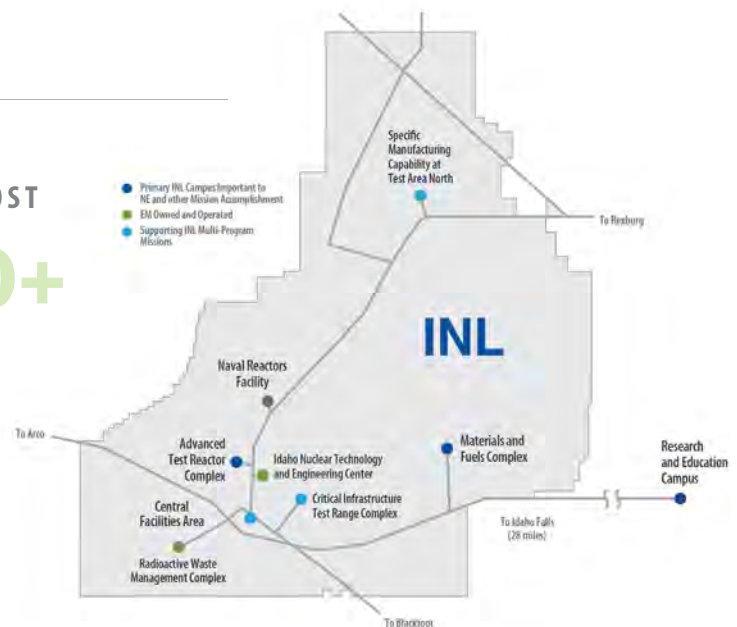 OST
0+
Primary INL Campus Important to
NE and other Mission Accomplishment
EM Owned and Operated
Supporting INL Multi-Program
Missions
Specific
Manufacturing
Capability at
Test Area North
To Rexburg
INL
Naval Reactors
Facility
To Arco
Advanced
Test Reactor
Complex
Idaho Nuclear Technology
and Engineering Center
Materials and
Fuels Complex
Research
and Education
Campus
Central
Facilities Area
Critical Infrastructure
Test Range Complex
To Idaho Falls
(28 miles)
Radioactive Waste
Management Complex
To Blackfoot